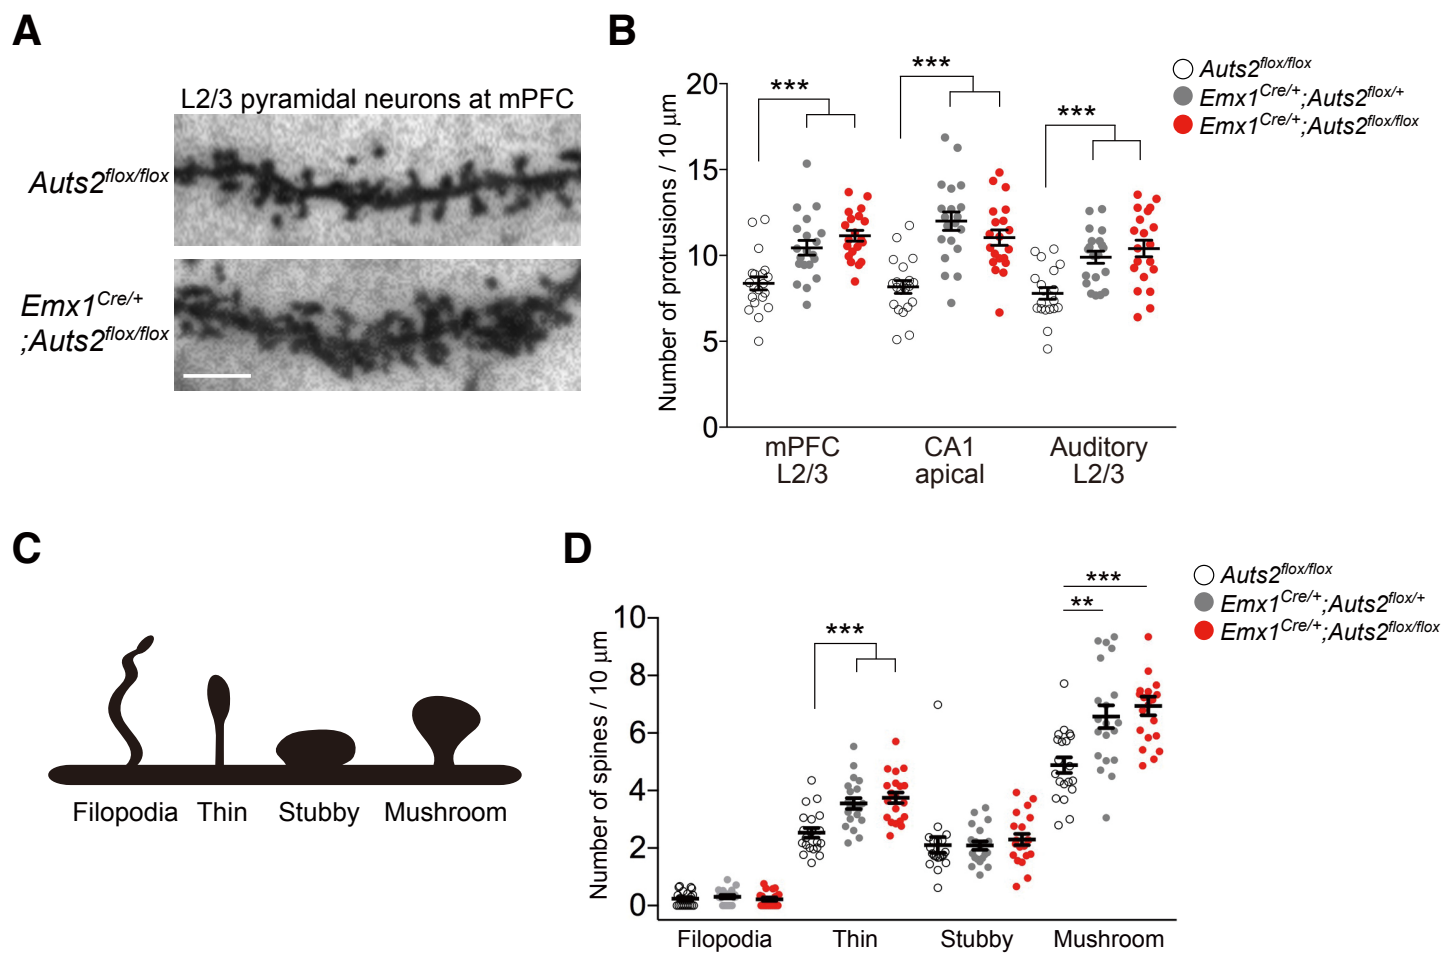 A
L2/3 pyramidal neurons at mPFC
Auts2flox/flox
Emx1Cre/+
;Auts2flox/flox
B
Number of protrusions / 10 µm
20
15
10
5
0
***
***
***
mPFC
L2/3
CA1
apical
Auditory
L2/3
Auts2flox/flox
Emx1Cre/+;Auts2flox/+
Emx1Cre/+;Auts2flox/flox
C
Filopodia Thin Stubby Mushroom
D
Number of spines / 10 µm
10
8
6
4
2
0
***
***
**
Filopodia Thin Stubby Mushroom
Auts2flox/flox
Emx1Cre/+;Auts2flox/+
Emx1Cre/+;Auts2flox/flox